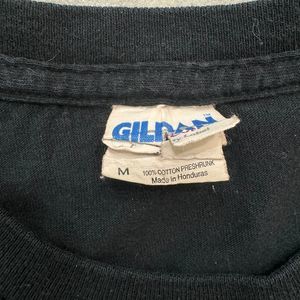 GILDAN
M
100% COTTON PRESHRUNK
Made in Honduras